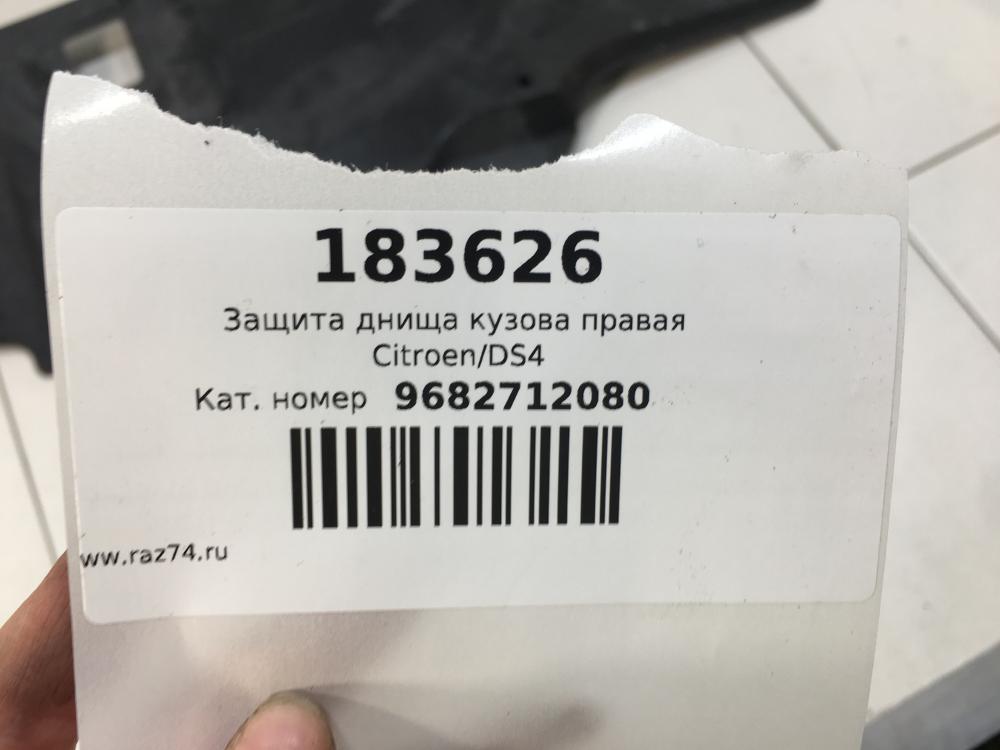 183626
Защита днища кузова правая
Citroen/DS4
Кат. номер 9682712080
ww.raz74.ru